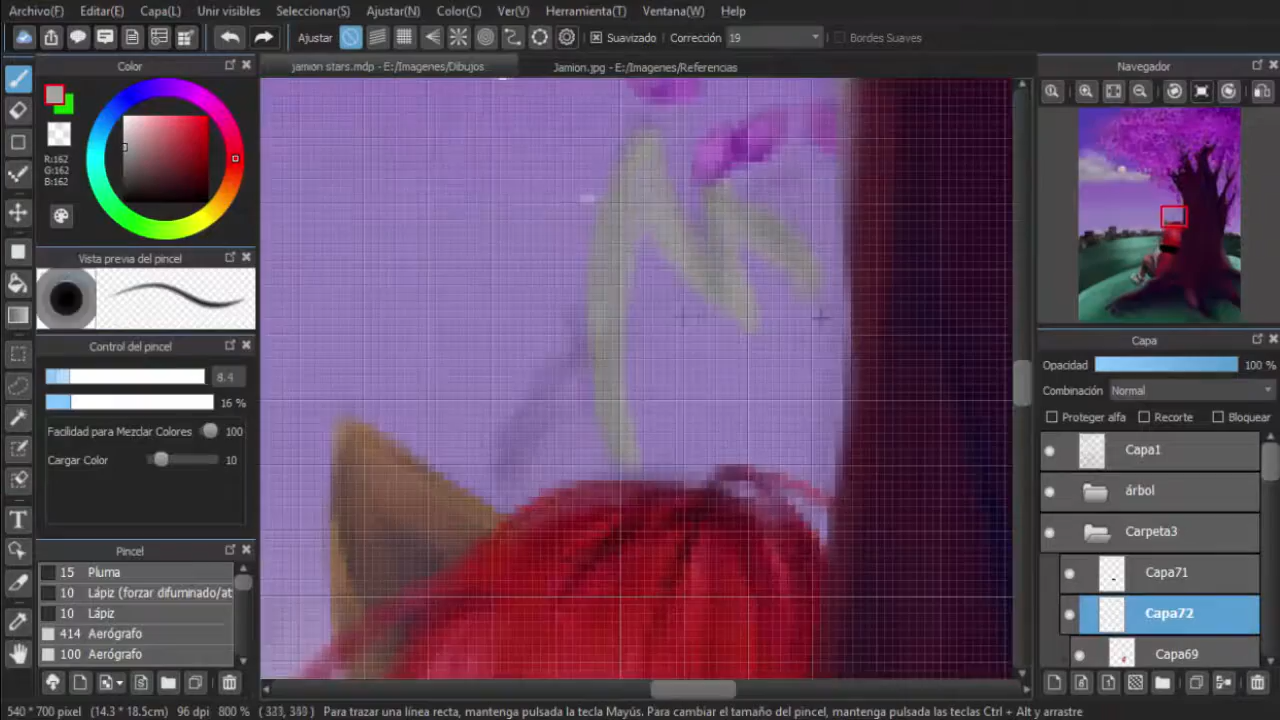 Archivo(F) Editar(E) Capa(L) Unir visibles Seleccionar(S) Ajustar(N) Color(C) Ver(V) Herramienta(T) Ventana(W) Help
Ajustar Suavizado Corrección 19 Bordes Suaves
Color
jamion stars.mdp - E:/Imagenes/Dibujos
Jamion.jpg - E:/Imagenes/Referencias
Navegador
R:162
G:162
B:162
Vista previa del pincel
Control del pincel
8.4
16 %
Facilidad para Mezclar Colores 100
Cargar Color 10
Pincel
15 Pluma
10 Lápiz (forzar difuminado/at
10 Lápiz
414 Aerógrafo
100 Aerógrafo
Capa
Opacidad 100 %
Combinación Normal
Proteger alfa Recorte Bloquear
Capa1
árbol
Carpeta3
Capa71
Capa72
Capa69
540 * 700 pixel (14.3 * 18.5cm) 96 dpi 800 % ( 333, 383 ) Para trazar una línea recta, mantenga pulsada la tecla Mayús. Para cambiar el tamaño del pincel, mantenga pulsada las teclas Ctrl + Alt y arrastre